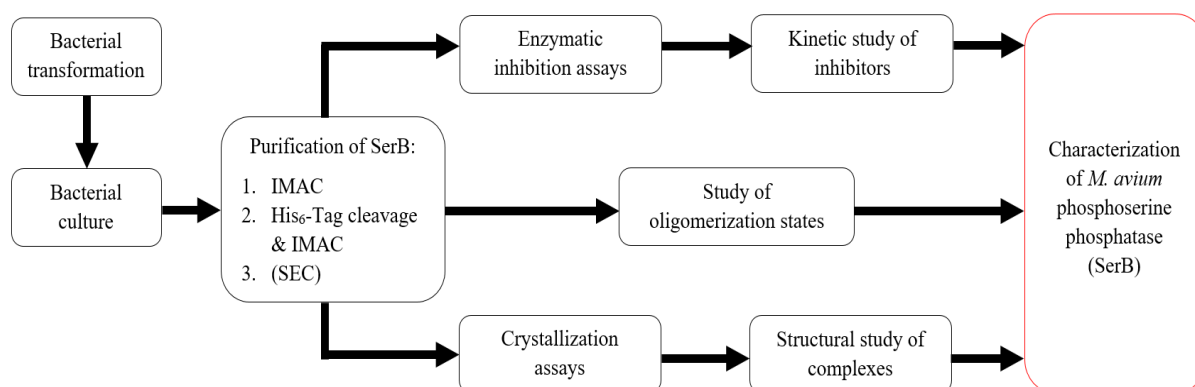 Bacterial
transformation
Bacterial
culture
Purification of SerB:
1. IMAC
2. His₆-Tag cleavage
& IMAC
3. (SEC)
Enzymatic
inhibition assays
Kinetic study of
inhibitors
Study of
oligomerization states
Crystallization
assays
Structural study of
complexes
Characterization
of M. avium
phosphoserine
phosphatase
(SerB)